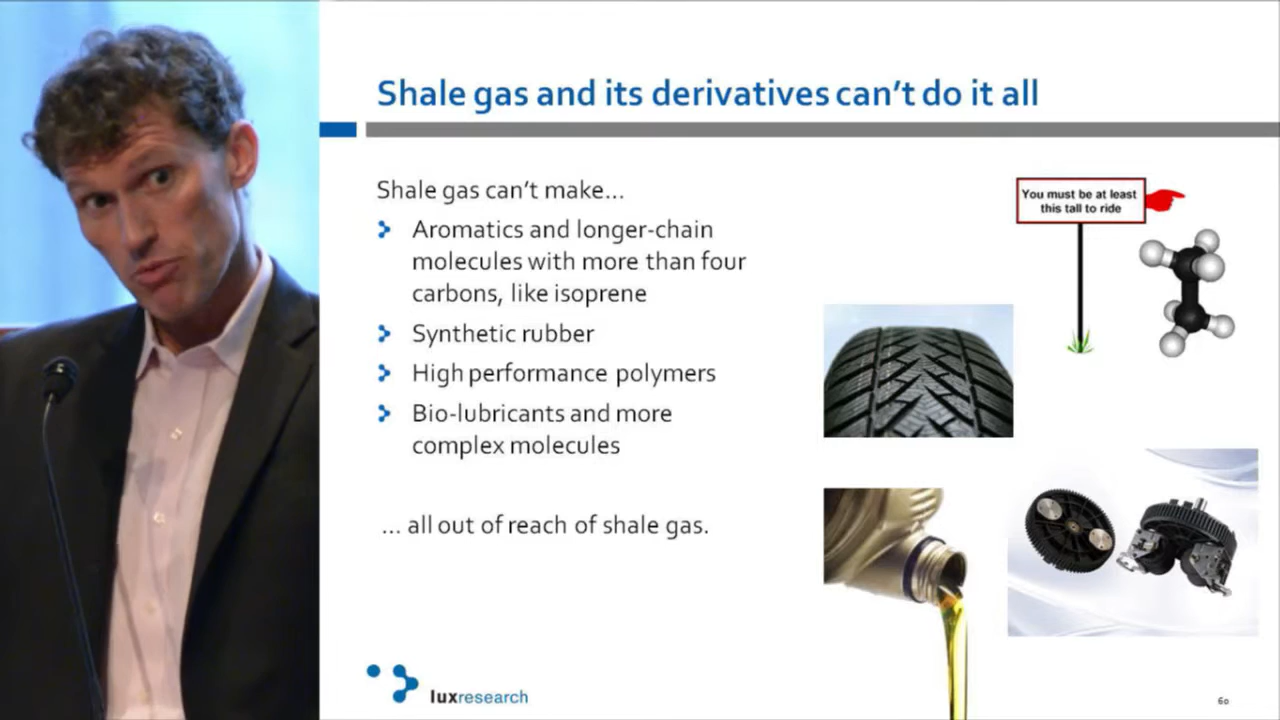 Shale gas and its derivatives can't do it all
Shale gas can't make...
Aromatics and longer-chain
molecules with more than four
carbons, like isoprene
Synthetic rubber
High performance polymers
Bio-lubricants and more
complex molecules
... all out of reach of shale gas.
You must be at least
this tall to ride
luxresearch
60